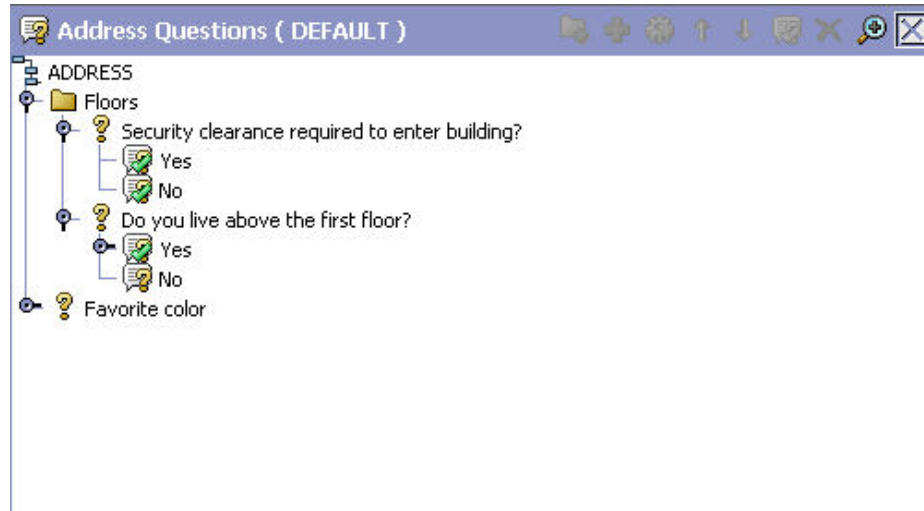 Address Questions ( DEFAULT )
ADDRESS
Floors
Security clearance required to enter building?
Yes
No
Do you live above the first floor?
Yes
No
Favorite color